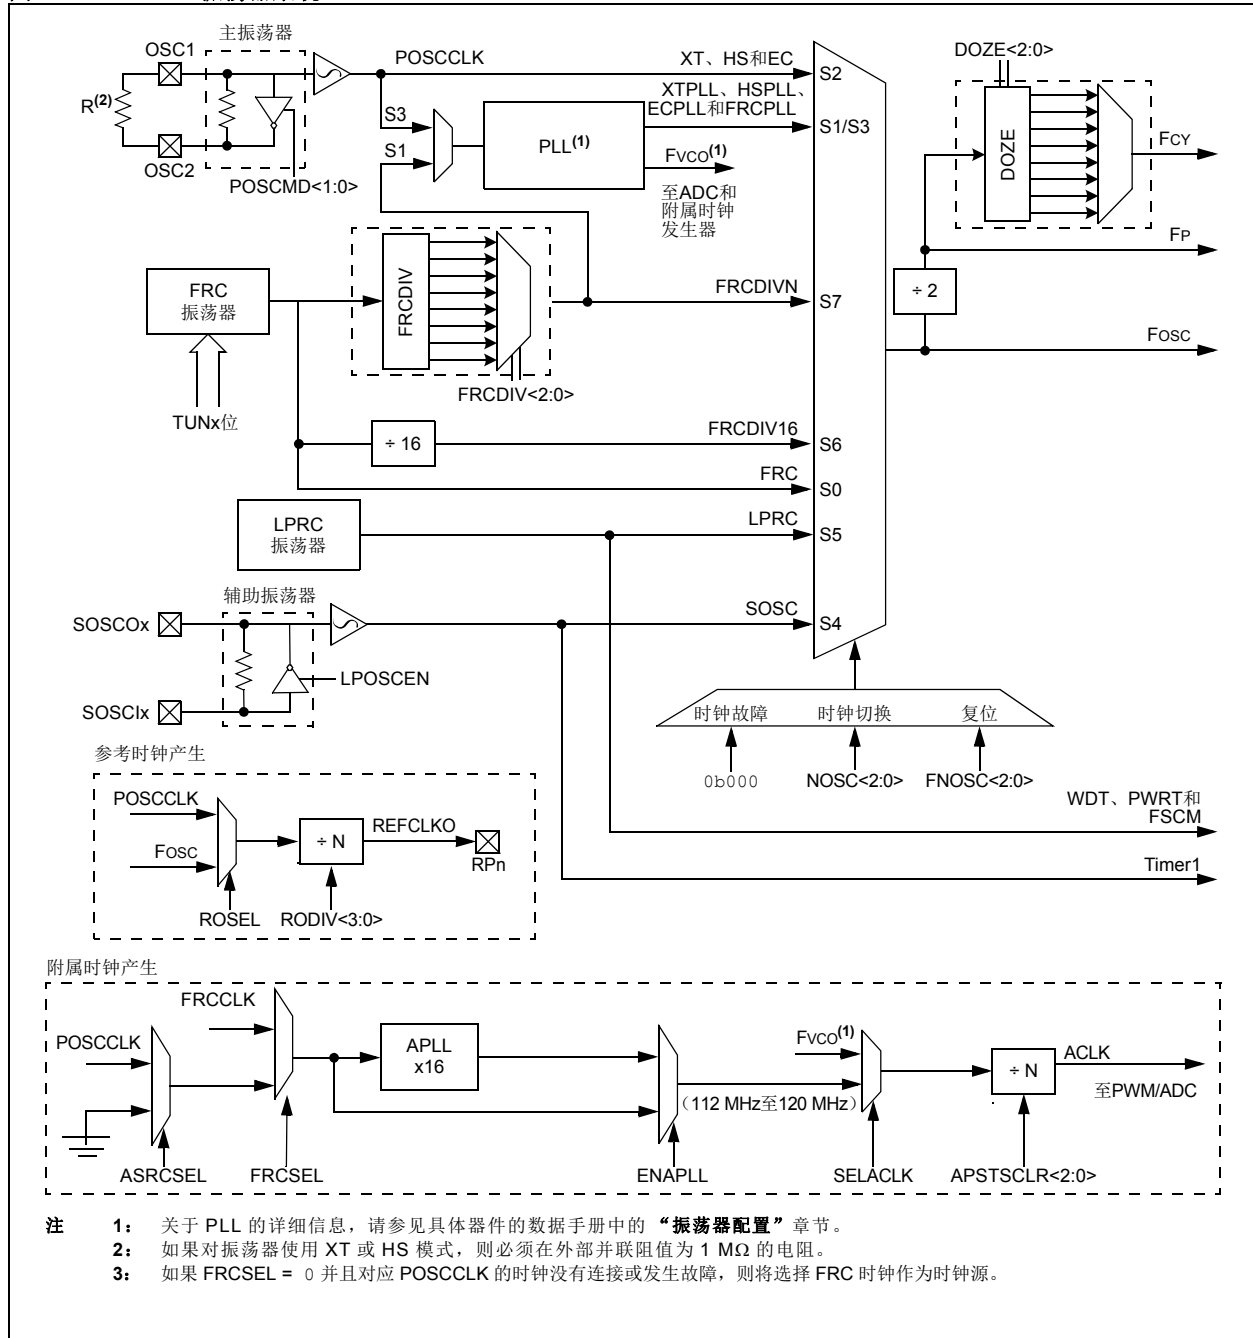 主振荡器
OSC1
R(2)
OSC2
POSCMD<1:0>
POSCCLK
S3
S1
PLL(1)
XT、HS和EC
XTPLL、HSPLL、
ECPLL和FRCPLL
FVCO(1)
至ADC和
附属时钟
发生器
S2
S1/S3
DOZE<2:0>
DOZE
FCY
FP
÷ 2
FOSC
FRC
振荡器
TUNx位
FRCDIV
FRCDIV<2:0>
FRCDIVN
S7
÷ 16
FRCDIV16
S6
FRC
S0
LPRC
振荡器
LPRC
S5
辅助振荡器
SOSCOx
SOSCIx
LPOSCEN
SOSC
S4
时钟故障
时钟切换
复位
0b000
NOSC<2:0>
FNOSC<2:0>
WDT、PWRT和
FSCM
Timer1
参考时钟产生
POSCCLK
FOSC
÷ N
REFCLKO
RPn
ROSEL
RODIV<3:0>
附属时钟产生
FRCCLK
POSCCLK
APLL
x16
FVCO(1)
(112 MHz至120 MHz)
÷ N
ACLK
至PWM/ADC
ASRCSEL
FRCSEL
ENAPLL
SELACLK
APSTSCLR<2:0>
注 1: 关于 PLL 的详细信息，请参见具体器件的数据手册中的 “振荡器配置”章节。
2: 如果对振荡器使用 XT 或 HS 模式，则必须在外部并联阻值为 1 MΩ 的电阻。
3: 如果 FRCSEL = 0 并且对应 POSCCLK 的时钟没有连接或发生故障，则将选择 FRC 时钟作为时钟源。